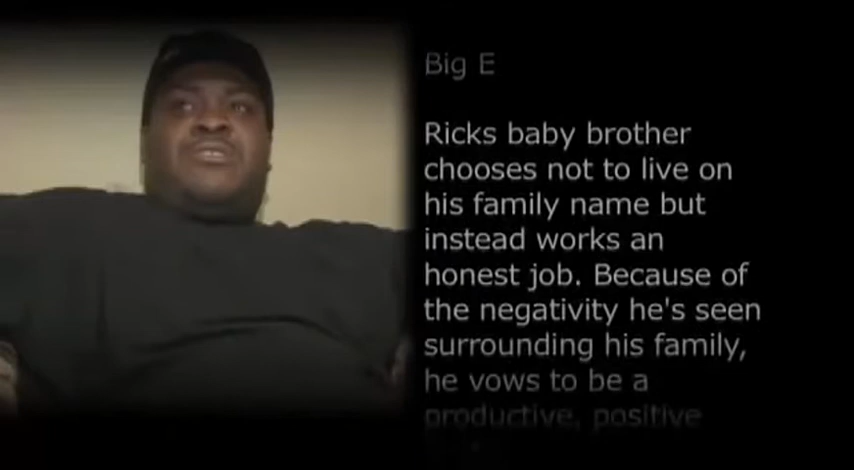 Big E
Ricks baby brother
chooses not to live on
his family name but
instead works an
honest job. Because of
the negativity he's seen
surrounding his family,
he vows to be a
productive, positive